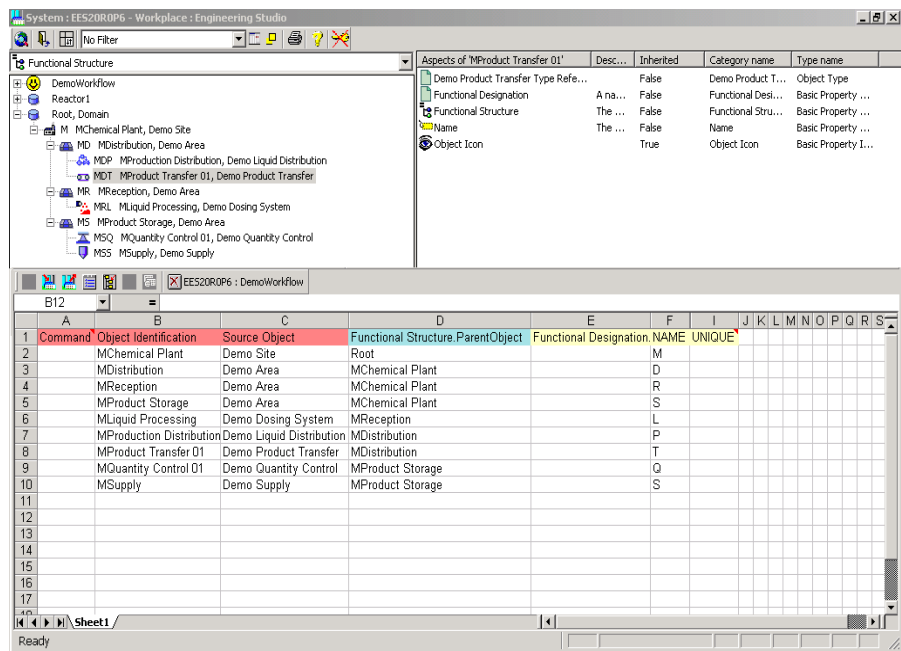 System : EES20R0P6 - Workplace : Engineering Studio
No Filter
Functional Structure
DemoWorkflow
Reactor1
Root, Domain
M MChemical Plant, Demo Site
MD MDistribution, Demo Area
MDP MProduction Distribution, Demo Liquid Distribution
MDT MProduct Transfer 01, Demo Product Transfer
MR MReception, Demo Area
MRL MLiquid Processing, Demo Dosing System
MS MProduct Storage, Demo Area
MSQ MQuantity Control 01, Demo Quantity Control
MSS MSupply, Demo Supply
Aspects of 'MProduct Transfer 01' Desc... Inherited Category name Type name
Demo Product Transfer Type Refe... False Demo Product T... Object Type
Functional Designation A na... False Functional Desi... Basic Property ...
Functional Structure The ... False Functional Stru... Basic Property ...
Name The ... False Name Basic Property ...
Object Icon True Object Icon Basic Property I...
EES20R0P6 : DemoWorkflow
B12 =
A B C D E F I J K L M N O P Q R S
1 Command Object Identification Source Object Functional Structure.ParentObject Functional Designation. NAME UNIQUE
2 MChemical Plant Demo Site Root M
3 MDistribution Demo Area MChemical Plant D
4 MReception Demo Area MChemical Plant R
5 MProduct Storage Demo Area MChemical Plant S
6 MLiquid Processing Demo Dosing System MReception L
7 MProduction Distribution Demo Liquid Distribution MDistribution P
8 MProduct Transfer 01 Demo Product Transfer MDistribution T
9 MQuantity Control 01 Demo Quantity Control MProduct Storage Q
10 MSupply Demo Supply MProduct Storage S
11
12
13
14
15
16
17
Sheet1
Ready